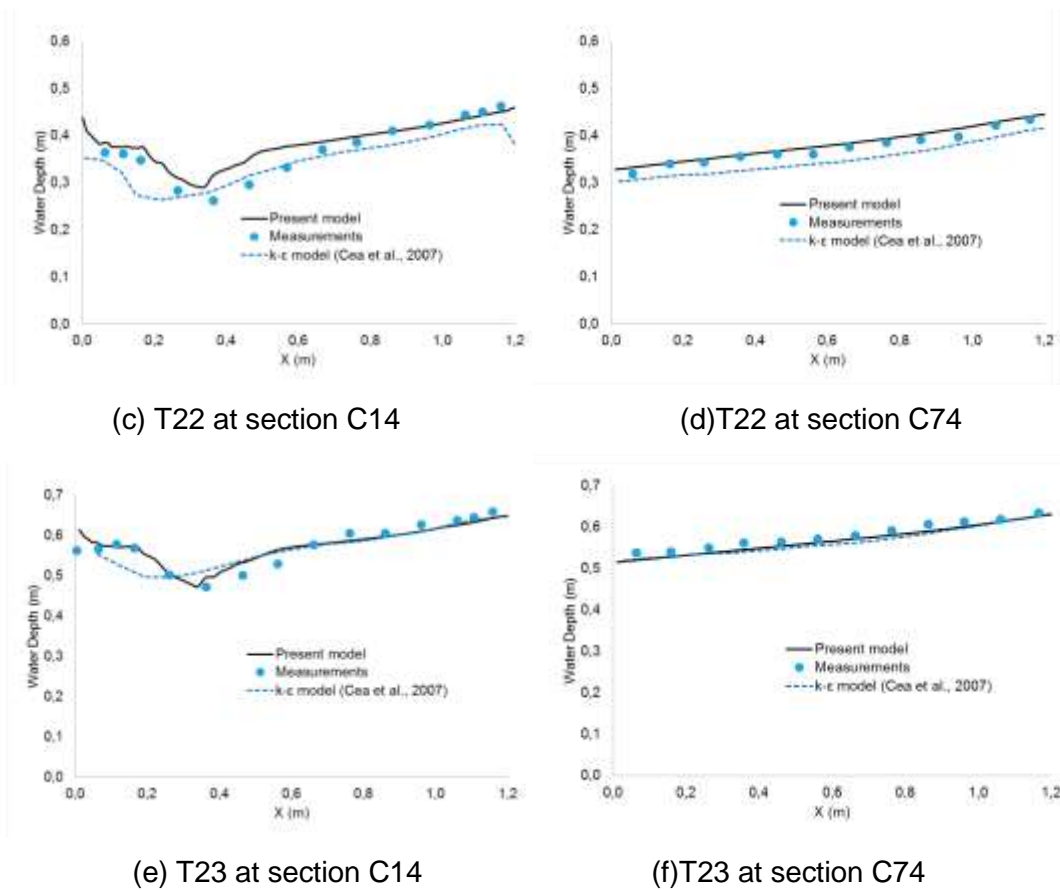 0,6
0,5
0,4
0,3
0,2
0,1
0,0
Water Depth (m)
Present model
Measurements
k-ε model (Cea et al., 2007)
0,0 0,2 0,4 0,6 0,8 1,0 1,2
X (m)
(c) T22 at section C14
0,6
0,5
0,4
0,3
0,2
0,1
0,0
Water Depth (m)
Present model
Measurements
k-ε model (Cea et al., 2007)
0,0 0,2 0,4 0,6 0,8 1,0 1,2
X (m)
(d)T22 at section C74
0,7
0,6
0,5
0,4
0,3
0,2
0,1
0,0
Water Depth (m)
Present model
Measurements
k-ε model (Cea et al., 2007)
0,0 0,2 0,4 0,6 0,8 1,0 1,2
X (m)
(e) T23 at section C14
0,7
0,6
0,5
0,4
0,3
0,2
0,1
0,0
Water Depth (m)
Present model
Measurements
k-ε model (Cea et al., 2007)
0,0 0,2 0,4 0,6 0,8 1,0 1,2
X (m)
(f)T23 at section C74